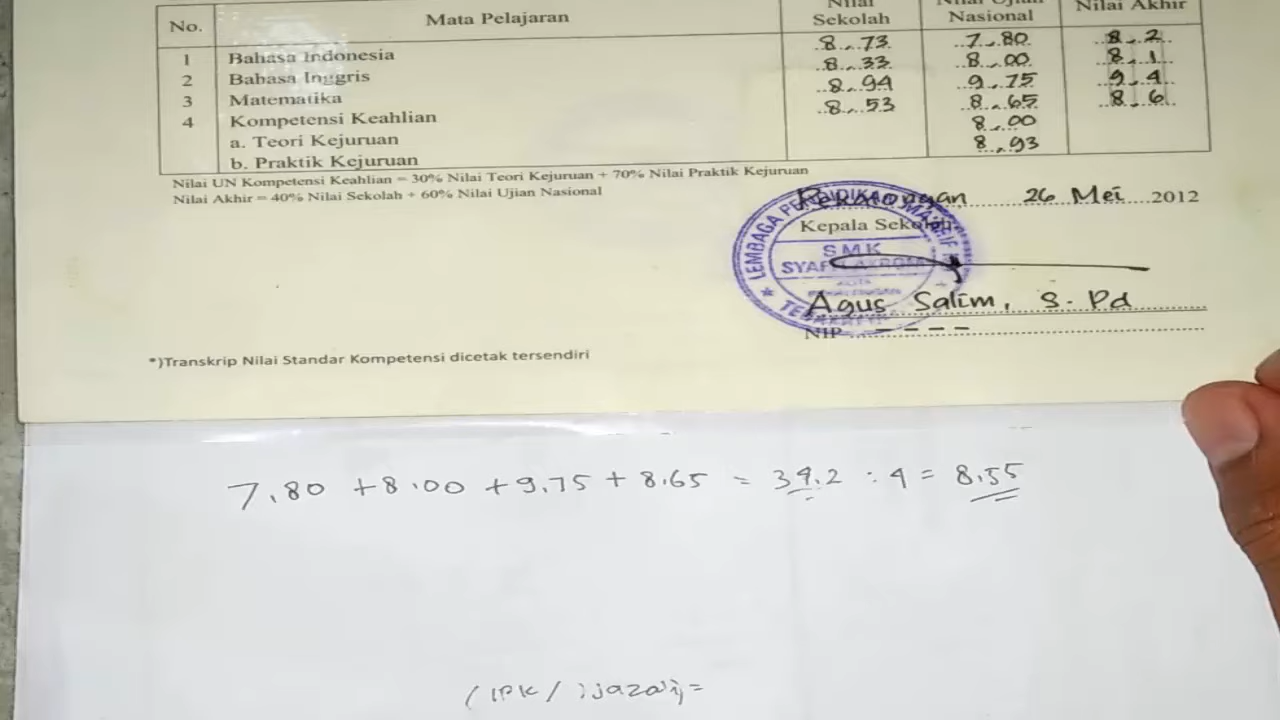 No. Mata Pelajaran Nilai Sekolah Nilai Ujian Nasional Nilai Akhir
1 Bahasa Indonesia 8,73 7,80 8,2
2 Bahasa Inggris 8,33 8,00 8,1
3 Matematika 8,94 9,75 9,4
4 Kompetensi Keahlian 8,53 8,65 8,6
a. Teori Kejuruan 8,00
b. Praktik Kejuruan 8,93
Nilai UN Kompetensi Keahlian = 30% Nilai Teori Kejuruan + 70% Nilai Praktik Kejuruan
Nilai Akhir = 40% Nilai Sekolah + 60% Nilai Ujian Nasional
Pekalongan 26 Mei 2012
Kepala Sekolah
LEMBAGA PENDIDIKAN MA'ARIF
SMK
Agus Salim, S.Pd
NIP ----
*)Transkrip Nilai Standar Kompetensi dicetak tersendiri
7,80 + 8.00 + 9,75 + 8,65 = 34.2 : 4 = 8,55
(IPK / ijazah) =